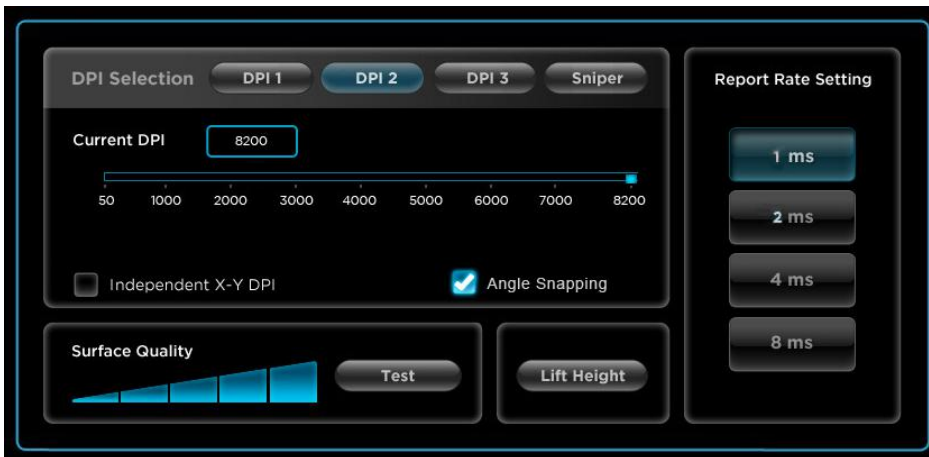 DPI Selection DPI 1 DPI 2 DPI 3 Sniper
Current DPI 8200
50 1000 2000 3000 4000 5000 6000 7000 8200
Independent X-Y DPI Angle Snapping
Surface Quality
Test
Lift Height
Report Rate Setting
1 ms
2 ms
4 ms
8 ms